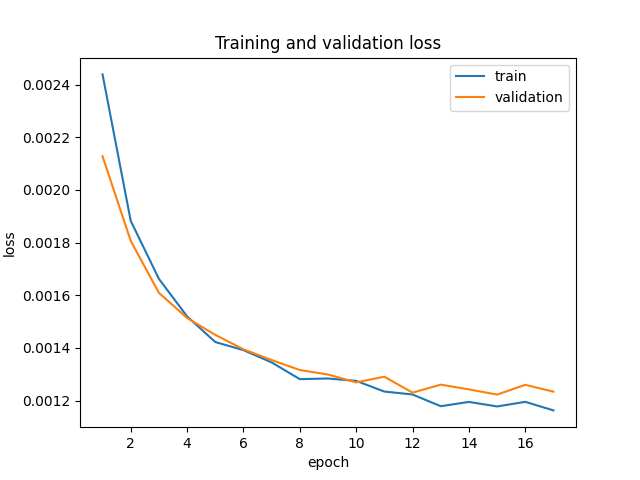 Training and validation loss
train
validation
0.0024
0.0022
0.0020
0.0018
0.0016
0.0014
0.0012
loss
2 4 6 8 10 12 14 16
epoch